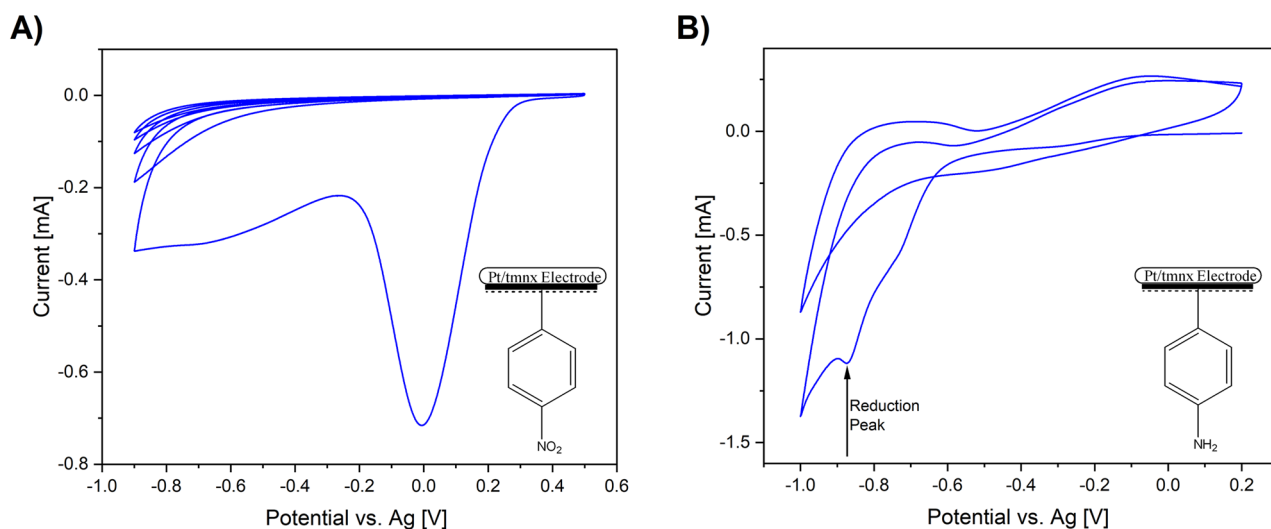 A)
0.0
-0.2
-0.4
-0.6
-0.8
Current [mA]
Pt/tmnx Electrode
NO2
-1.0 -0.8 -0.6 -0.4 -0.2 0.0 0.2 0.4 0.6
Potential vs. Ag [V]
B)
0.5
0.0
-0.5
-1.0
-1.5
Current [mA]
Pt/tmnx Electrode
Reduction
Peak
NH2
-1.0 -0.8 -0.6 -0.4 -0.2 0.0 0.2
Potential vs. Ag [V]